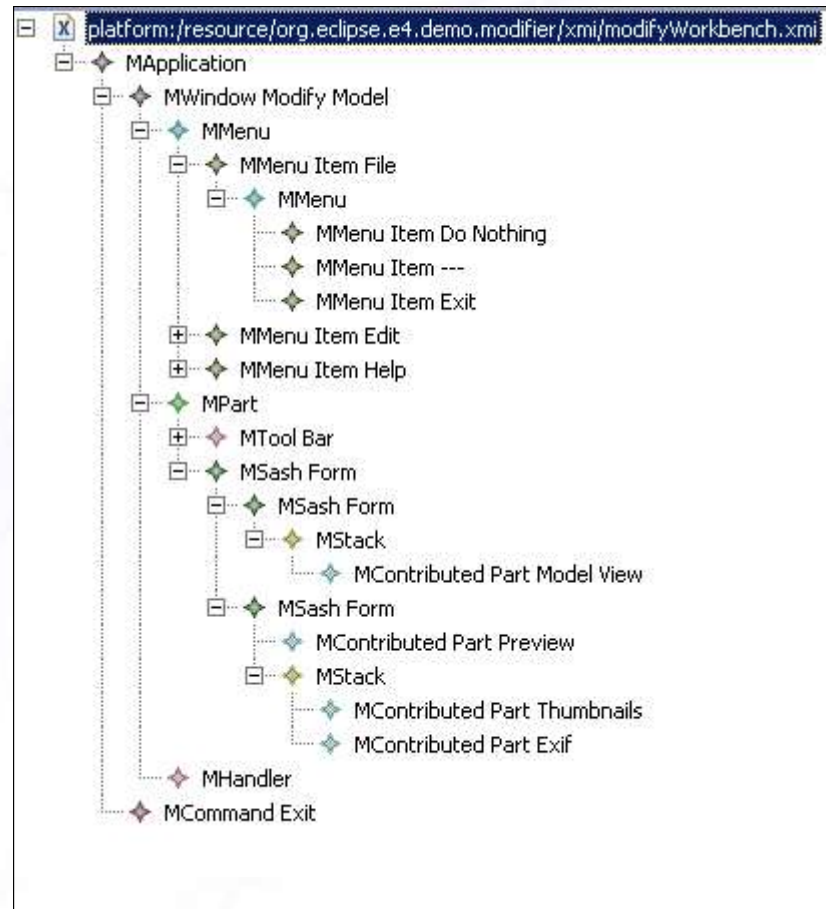 platform:/resource/org.eclipse.e4.demo.modifier/xmi/modifyWorkbench.xmi
MApplication
MWindow Modify Model
MMenu
MMenu Item File
MMenu
MMenu Item Do Nothing
MMenu Item ---
MMenu Item Exit
MMenu Item Edit
MMenu Item Help
MPart
MTool Bar
MSash Form
MSash Form
MStack
MContributed Part Model View
MSash Form
MContributed Part Preview
MStack
MContributed Part Thumbnails
MContributed Part Exif
MHandler
MCommand Exit